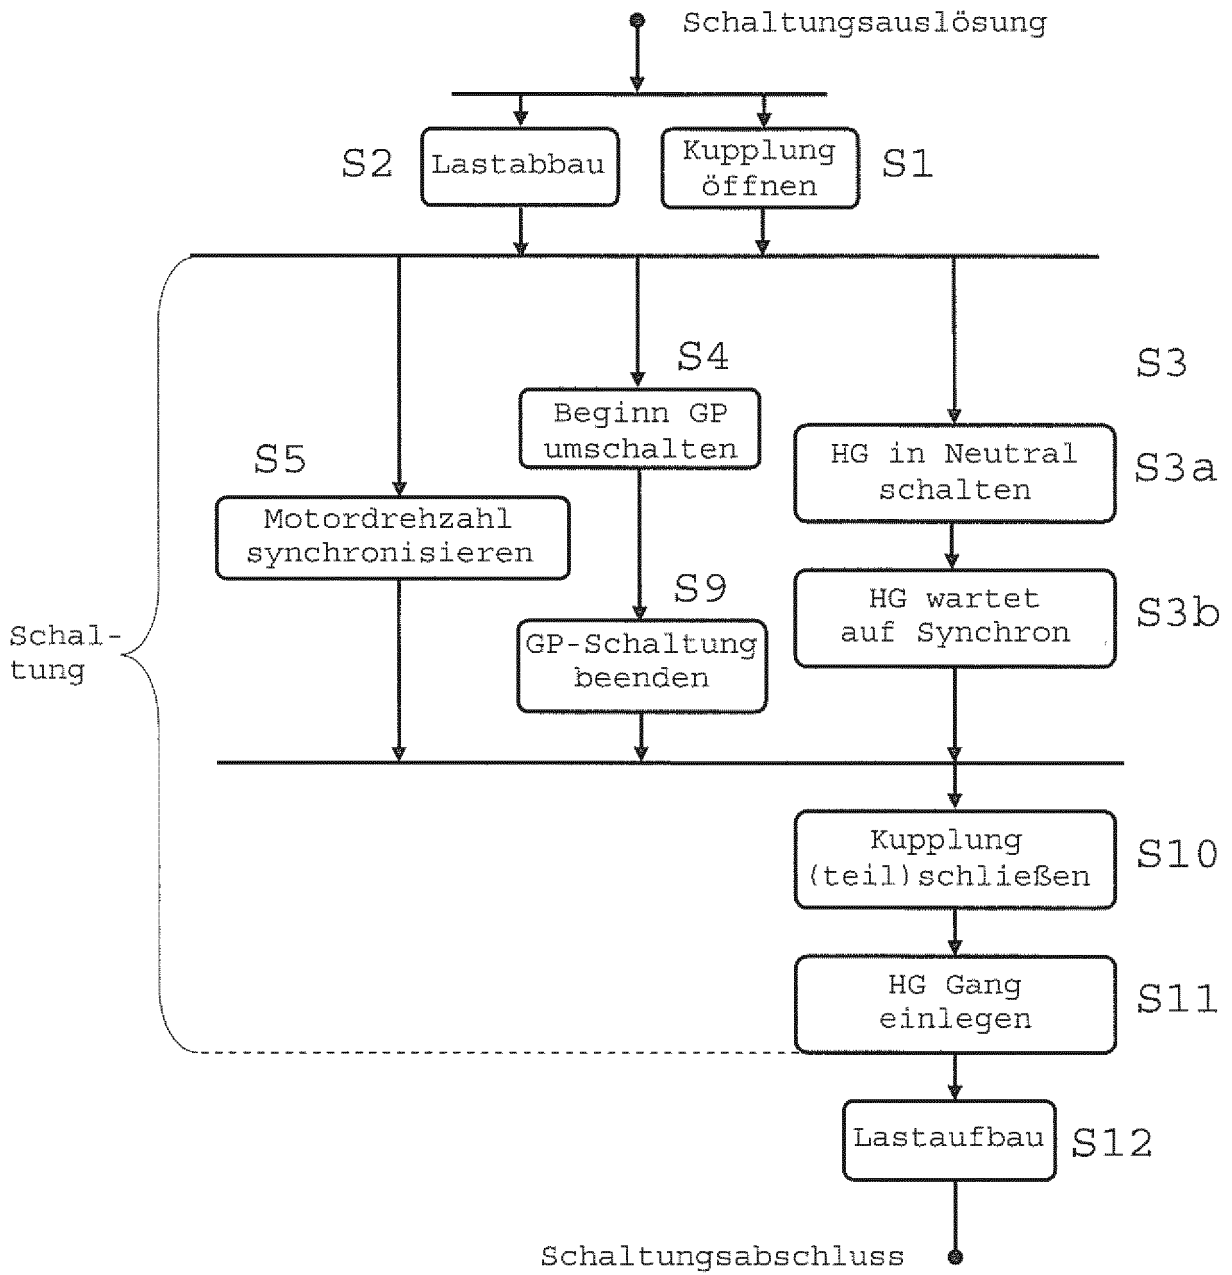 Schaltungsauslösung
S2
Lastabbau
Kupplung
öffnen
S1
S4
S3
Beginn GP
umschalten
S5
HG in Neutral
schalten
S3a
Motordrehzahl
synchronisieren
S9
HG wartet
auf Synchron
S3b
Schal-
tung
GP-Schaltung
beenden
Kupplung
(teil)schließen
S10
HG Gang
einlegen
S11
Lastaufbau
S12
Schaltungsabschluss